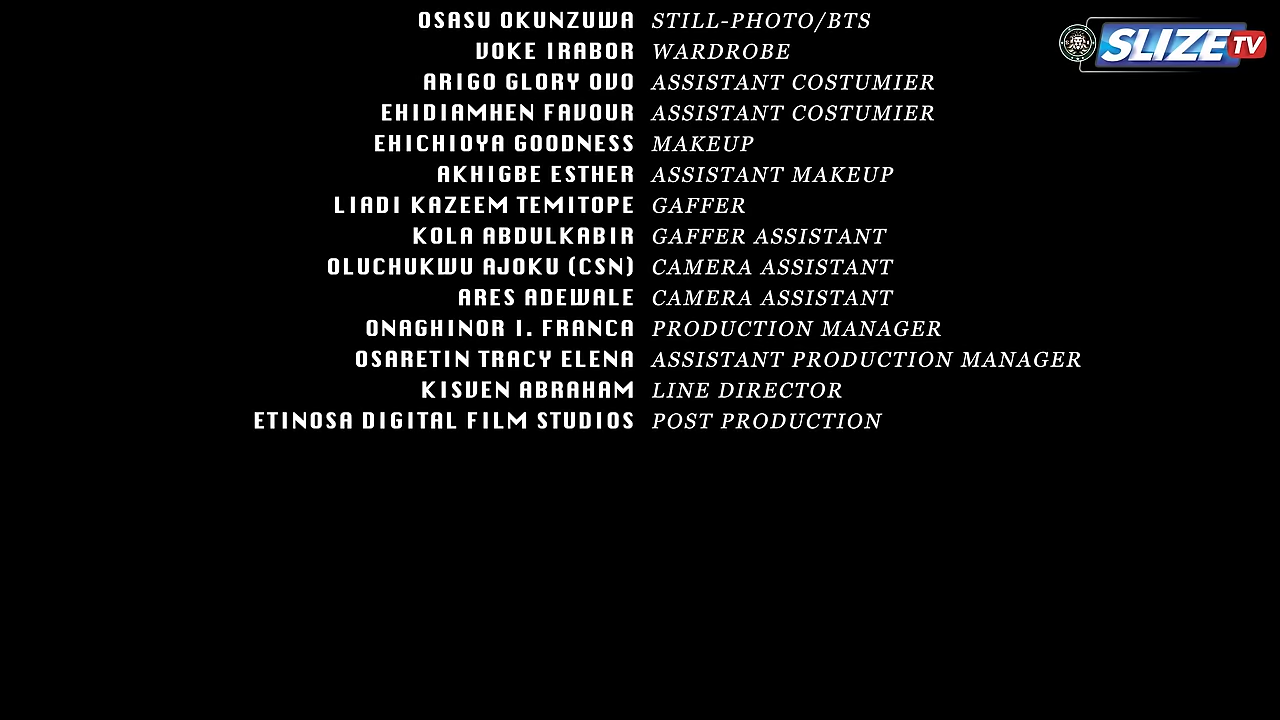 OSASU OKUNZUWA STILL-PHOTO/BTS
VOKE IRABOR WARDROBE
ARIGO GLORY OVO ASSISTANT COSTUMIER
EHIDIAMHEN FAVOUR ASSISTANT COSTUMIER
EHICHIOYA GOODNESS MAKEUP
AKHIGBE ESTHER ASSISTANT MAKEUP
LIADI KAZEEM TEMITOPE GAFFER
KOLA ABDULKABIR GAFFER ASSISTANT
OLUCHUKWU AJOKU (CSN) CAMERA ASSISTANT
ARES ADEWALE CAMERA ASSISTANT
ONAGHINOR I. FRANCA PRODUCTION MANAGER
OSARETIN TRACY ELENA ASSISTANT PRODUCTION MANAGER
KISVEN ABRAHAM LINE DIRECTOR
ETINOSA DIGITAL FILM STUDIOS POST PRODUCTION
SLIZE TV